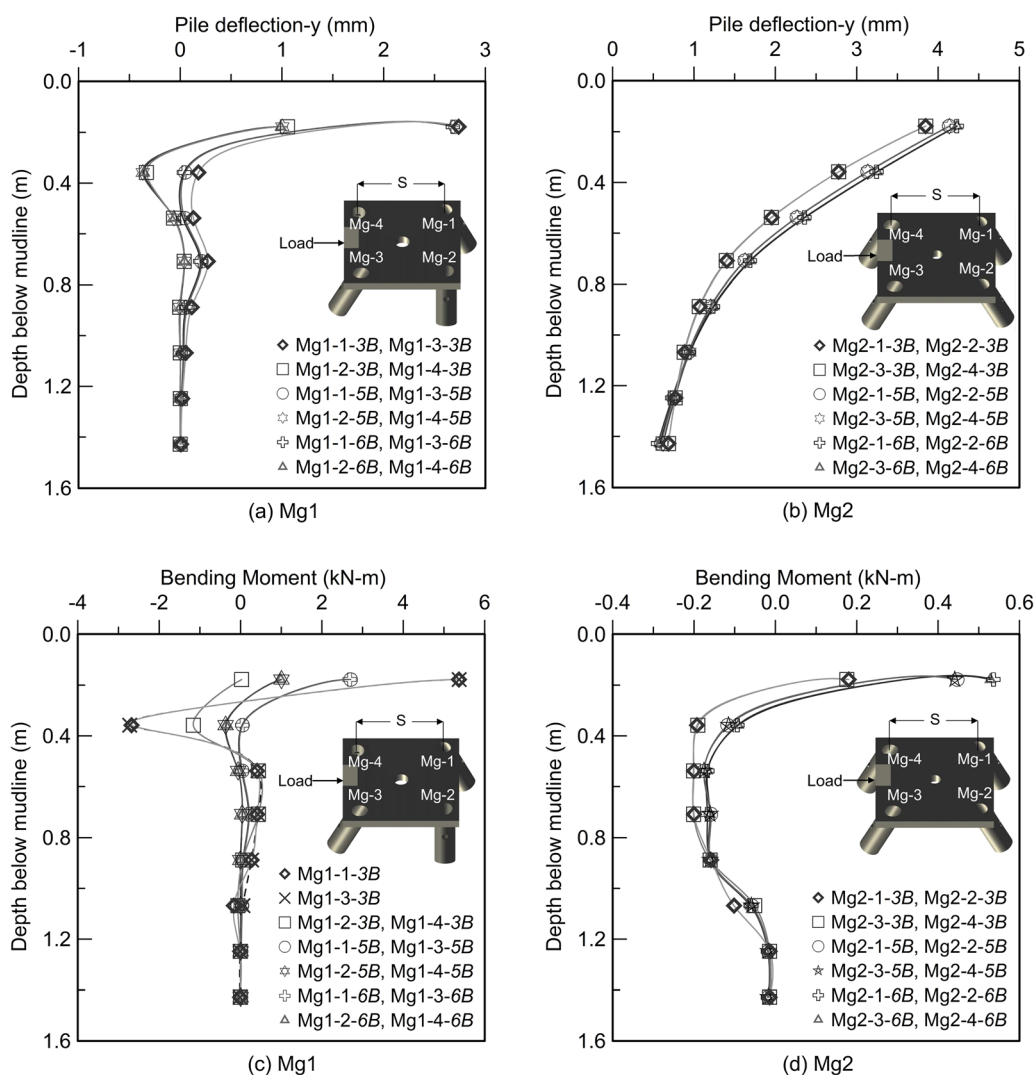 Pile deflection-y (mm)
-1 0 1 2 3
0.0
0.4
0.8
1.2
1.6
Depth below mudline (m)
S
Mg-4
Mg-1
Load
Mg-3
Mg-2
Mg1-1-3B, Mg1-3-3B
Mg1-2-3B, Mg1-4-3B
Mg1-1-5B, Mg1-3-5B
Mg1-2-5B, Mg1-4-5B
Mg1-1-6B, Mg1-3-6B
Mg1-2-6B, Mg1-4-6B
(a) Mg1
Pile deflection-y (mm)
0 1 2 3 4 5
0.0
0.4
0.8
1.2
1.6
Depth below mudline (m)
S
Mg-4
Mg-1
Load
Mg-3
Mg-2
Mg2-1-3B, Mg2-2-3B
Mg2-3-3B, Mg2-4-3B
Mg2-1-5B, Mg2-2-5B
Mg2-3-5B, Mg2-4-5B
Mg2-1-6B, Mg2-2-6B
Mg2-3-6B, Mg2-4-6B
(b) Mg2
Bending Moment (kN-m)
-4 -2 0 2 4 6
0.0
0.4
0.8
1.2
1.6
Depth below mudline (m)
S
Mg-4
Mg-1
Load
Mg-3
Mg-2
Mg1-1-3B
Mg1-3-3B
Mg1-2-3B, Mg1-4-3B
Mg1-1-5B, Mg1-3-5B
Mg1-2-5B, Mg1-4-5B
Mg1-1-6B, Mg1-3-6B
Mg1-2-6B, Mg1-4-6B
(c) Mg1
Bending Moment (kN-m)
-0.4 -0.2 0.0 0.2 0.4 0.6
0.0
0.4
0.8
1.2
1.6
Depth below mudline (m)
S
Mg-4
Mg-1
Load
Mg-3
Mg-2
Mg2-1-3B, Mg2-2-3B
Mg2-3-3B, Mg2-4-3B
Mg2-1-5B, Mg2-2-5B
Mg2-3-5B, Mg2-4-5B
Mg2-1-6B, Mg2-2-6B
Mg2-3-6B, Mg2-4-6B
(d) Mg2